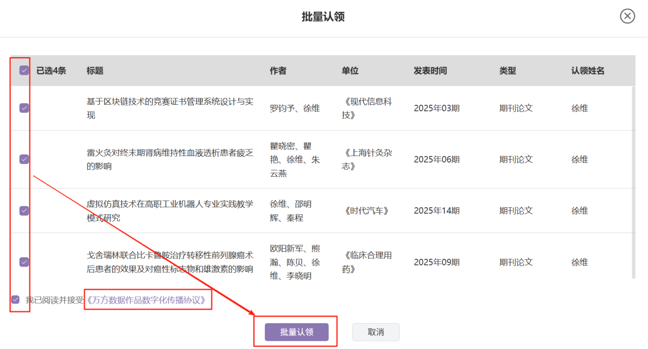 批量认领
已选4条 标题 作者 单位 发表时间 类型 认领姓名
基于区块链技术的竞赛证书管理系统设计与实现 罗钧予、徐维 《现代信息科技》 2025年03期 期刊论文 徐维
雷火灸对终末期肾病维持性血液透析患者疲乏的影响 瞿晓密、瞿艳、徐维、朱云燕 《上海针灸杂志》 2025年06期 期刊论文 徐维
虚拟仿真技术在高职工业机器人专业实践教学模式研究 徐维、邵明辉、秦程 《时代汽车》 2025年14期 期刊论文 徐维
戈舍瑞林联合比卡鲁胺治疗转移性前列腺癌术后患者的效果及对癌性标志物和雄激素的影响 欧阳新军、熊瀚、陈贝、徐维、李晓明 《临床合理用药》 2025年09期 期刊论文 徐维
我已阅读并接受《万方数据作品数字化传播协议》
批量认领 取消